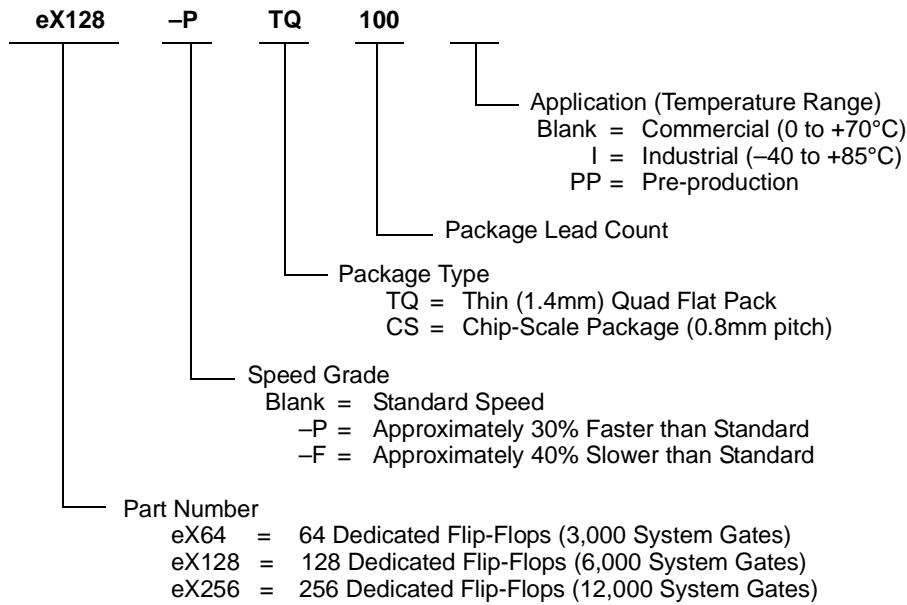 eX128 –P TQ 100
Application (Temperature Range)
Blank = Commercial (0 to +70°C)
I = Industrial (–40 to +85°C)
PP = Pre-production
Package Lead Count
Package Type
TQ = Thin (1.4mm) Quad Flat Pack
CS = Chip-Scale Package (0.8mm pitch)
Speed Grade
Blank = Standard Speed
–P = Approximately 30% Faster than Standard
–F = Approximately 40% Slower than Standard
Part Number
eX64 = 64 Dedicated Flip-Flops (3,000 System Gates)
eX128 = 128 Dedicated Flip-Flops (6,000 System Gates)
eX256 = 256 Dedicated Flip-Flops (12,000 System Gates)